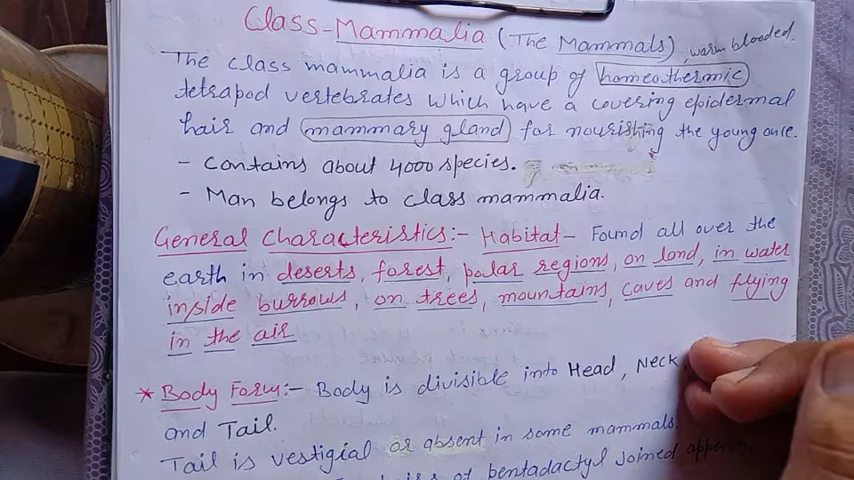 Class-Mammalia (The Mammals)
, warm blooded.
The class mammalia is a group of homeothermic
tetrapod vertebrates which have a covering epidermal
hair and mammary gland for nourishing the young once.
- Contains about 4000 species.
- Man belongs to class mammalia.
General Characteristics:- Habitat- Found all over the
earth in deserts, forest, polar regions, on land, in water
inside burrows, on trees, mountains, caves and flying
in the air.
* Body Form:- Body is divisible into Head, Neck
and Tail.
Tail is vestigial or absent in some mammals.
of pentadactyl joined